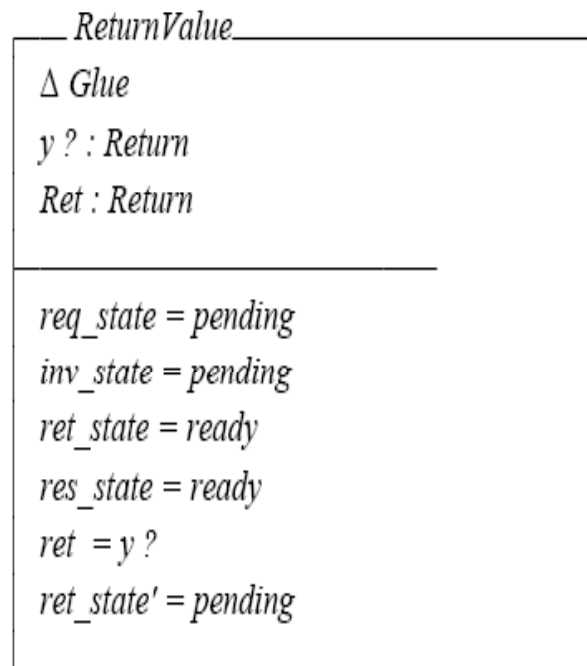 ReturnValue
Δ Glue
y ? : Return
Ret : Return
req_state = pending
inv_state = pending
ret_state = ready
res_state = ready
ret = y ?
ret_state' = pending